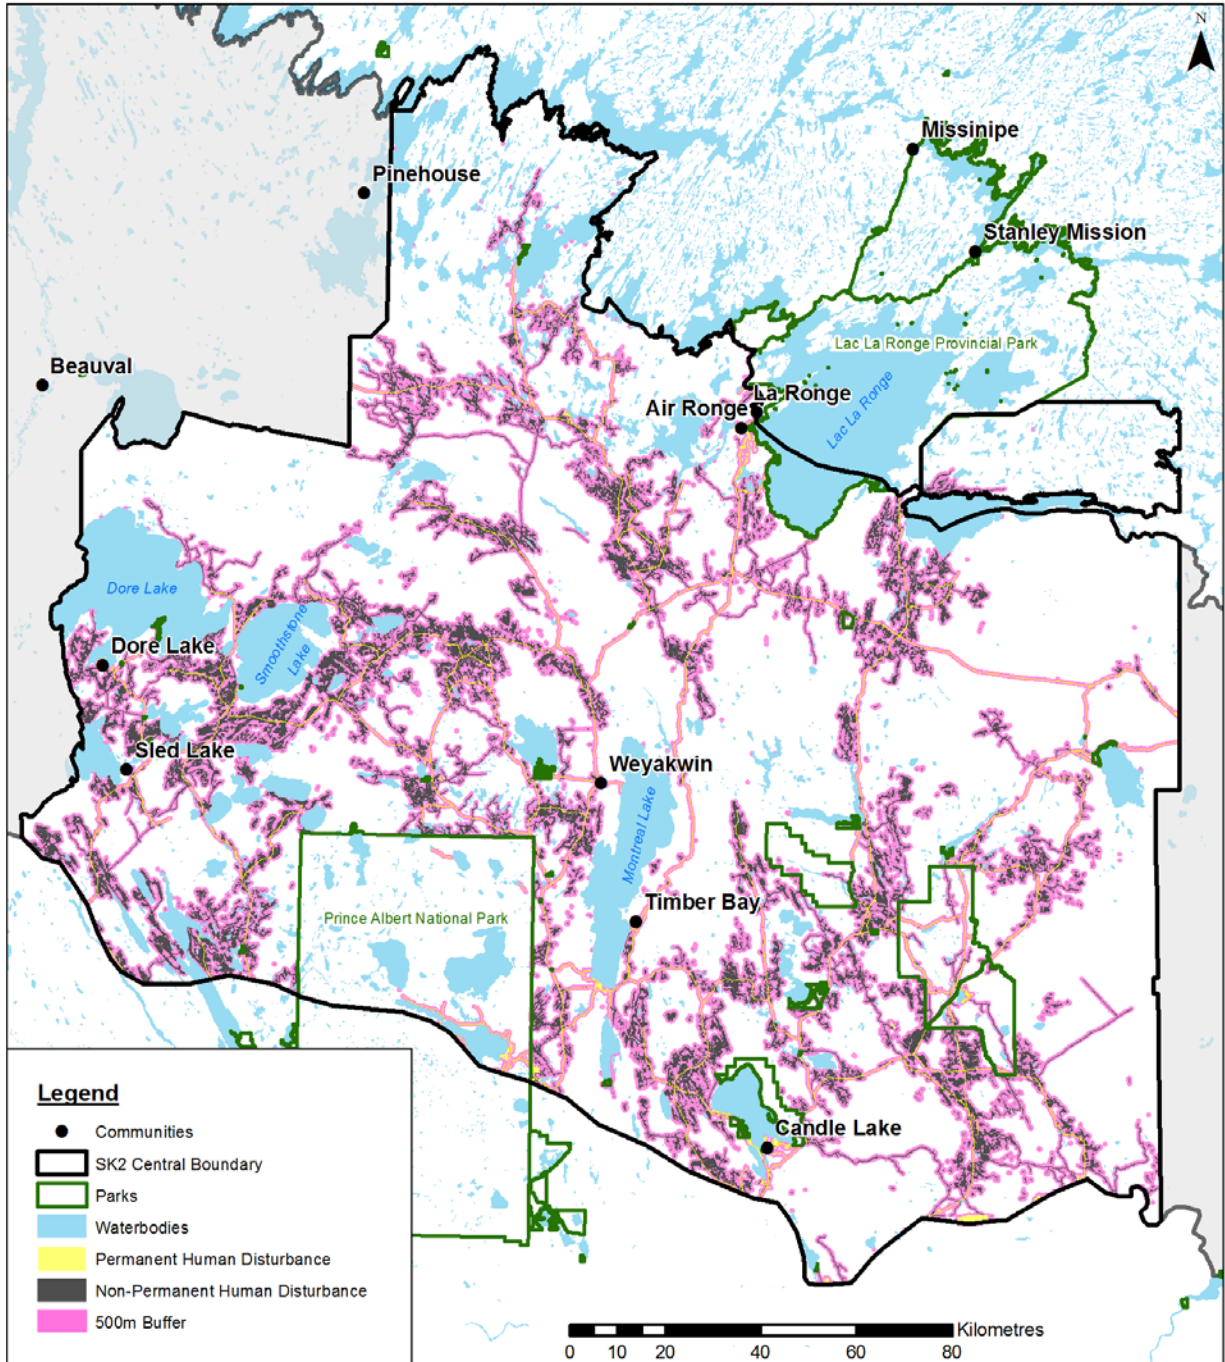 N
Missinipe
Pinehouse
Stanley Mission
Lac La Ronge Provincial Park
Beauval
La Ronge
Air Ronge
Lac La Ronge
Dore Lake
Smoothstone
Lake
Dore Lake
Sled Lake
Weyakwin
Montreal Lake
Timber Bay
Prince Albert National Park
Candle Lake
Legend
Communities
SK2 Central Boundary
Parks
Waterbodies
Permanent Human Disturbance
Non-Permanent Human Disturbance
500m Buffer
Kilometres
0 10 20 40 60 80